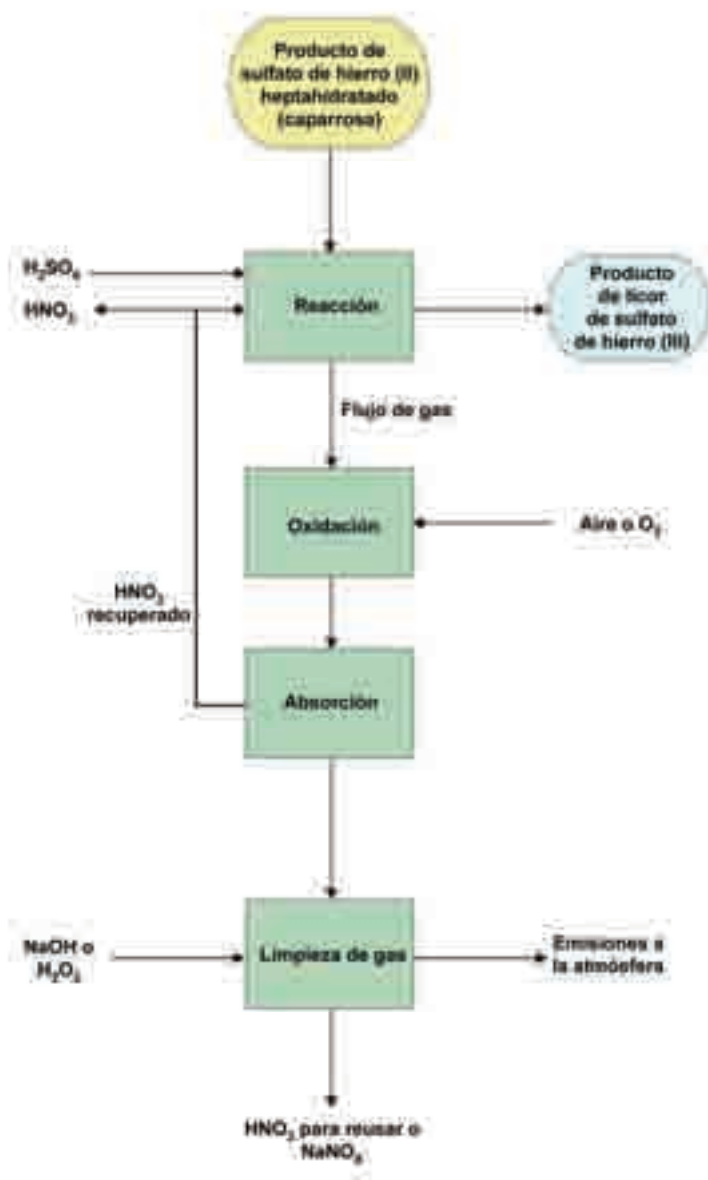 Producto de
sulfato de hierro (II)
heptahidratado
(caparrosa)
H₂SO₄
HNO₃
Reacción
Producto
de licor
de sulfato
de hierro (III)
Flujo de gas
Oxidación
Aire o O₂
HNO₃
recuperado
Absorción
NaOH o
H₂O₂
Limpieza de gas
Emisiones a
la atmósfera
HNO₃ para reusar o